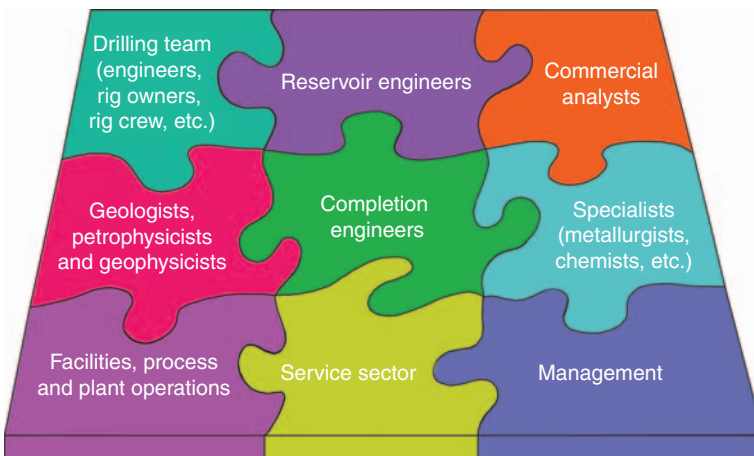 Drilling team
(engineers,
rig owners,
rig crew, etc.)
Reservoir engineers
Commercial
analysts
Geologists,
petrophysicists
and geophysicists
Completion
engineers
Specialists
(metallurgists,
chemists, etc.)
Facilities, process
and plant operations
Service sector
Management